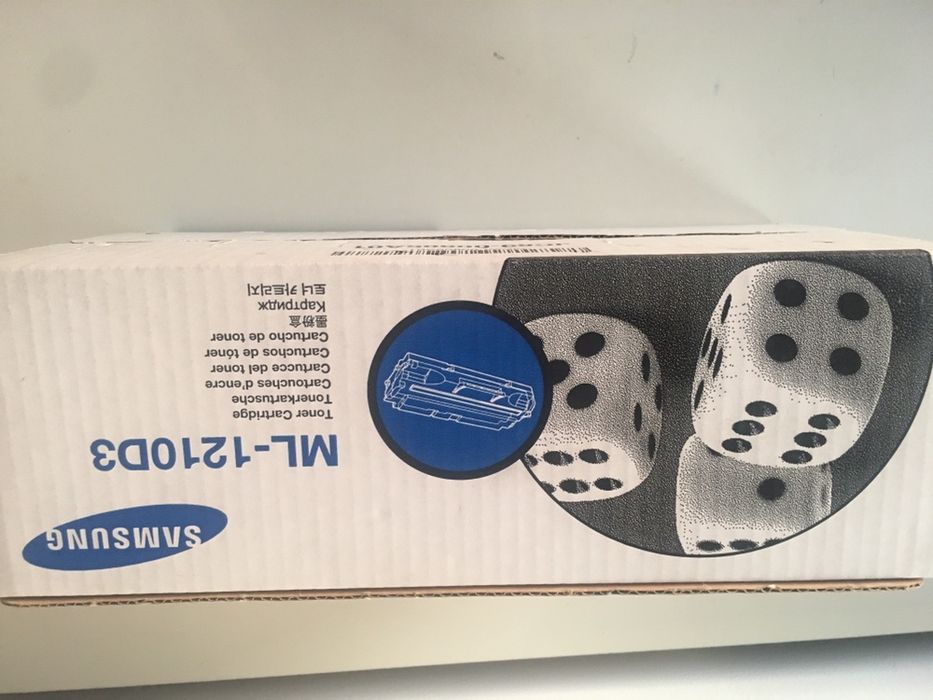 SAMSUNG
ML-1210D3
Toner Cartridge
Tonerkartusche
Cartouches d'encre
Cartucce del toner
Cartuchos de tóner
Cartucho de toner
墨粉盒
Картридж
토너 카트리지